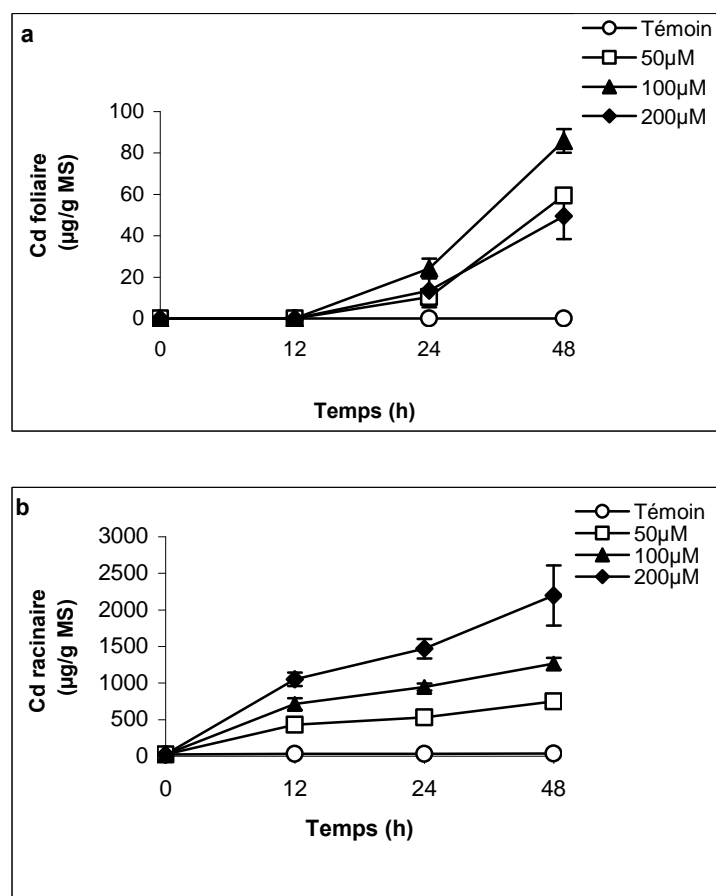 a
Témoin
50µM
100µM
200µM
Cd foliaire
(µg/g MS)
100
80
60
40
20
0
0 12 24 48
Temps (h)
b
Témoin
50µM
100µM
200µM
Cd racinaire
(µg/g MS)
3000
2500
2000
1500
1000
500
0
0 12 24 48
Temps (h)